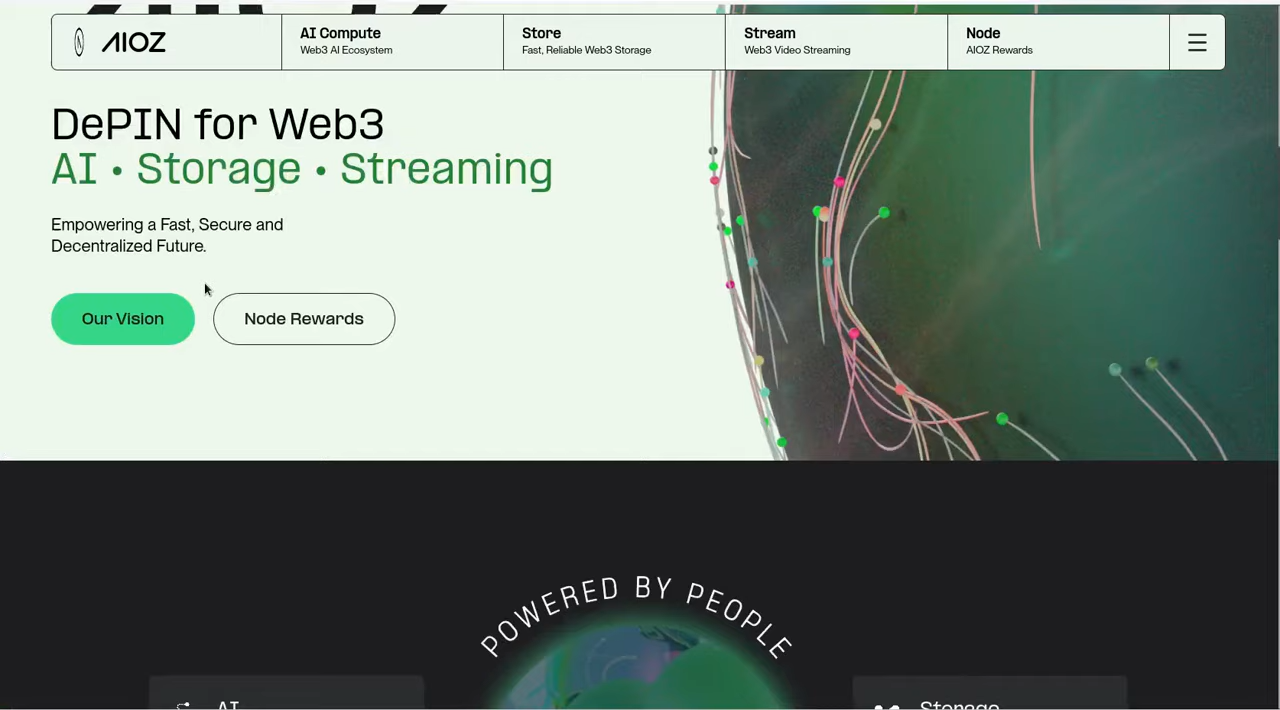 AIOZ
AI Compute
Web3 AI Ecosystem
Store
Fast, Reliable Web3 Storage
Stream
Web3 Video Streaming
Node
AIOZ Rewards
DePIN for Web3
AI • Storage • Streaming
Empowering a Fast, Secure and
Decentralized Future.
Our Vision
Node Rewards
POWERED BY PEOPLE
AI
Storage